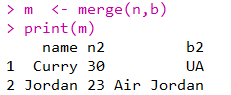 > m  <- merge(n,b)
> print(m)
    name n2         b2
1  Curry 30         UA
2 Jordan 23 Air Jordan